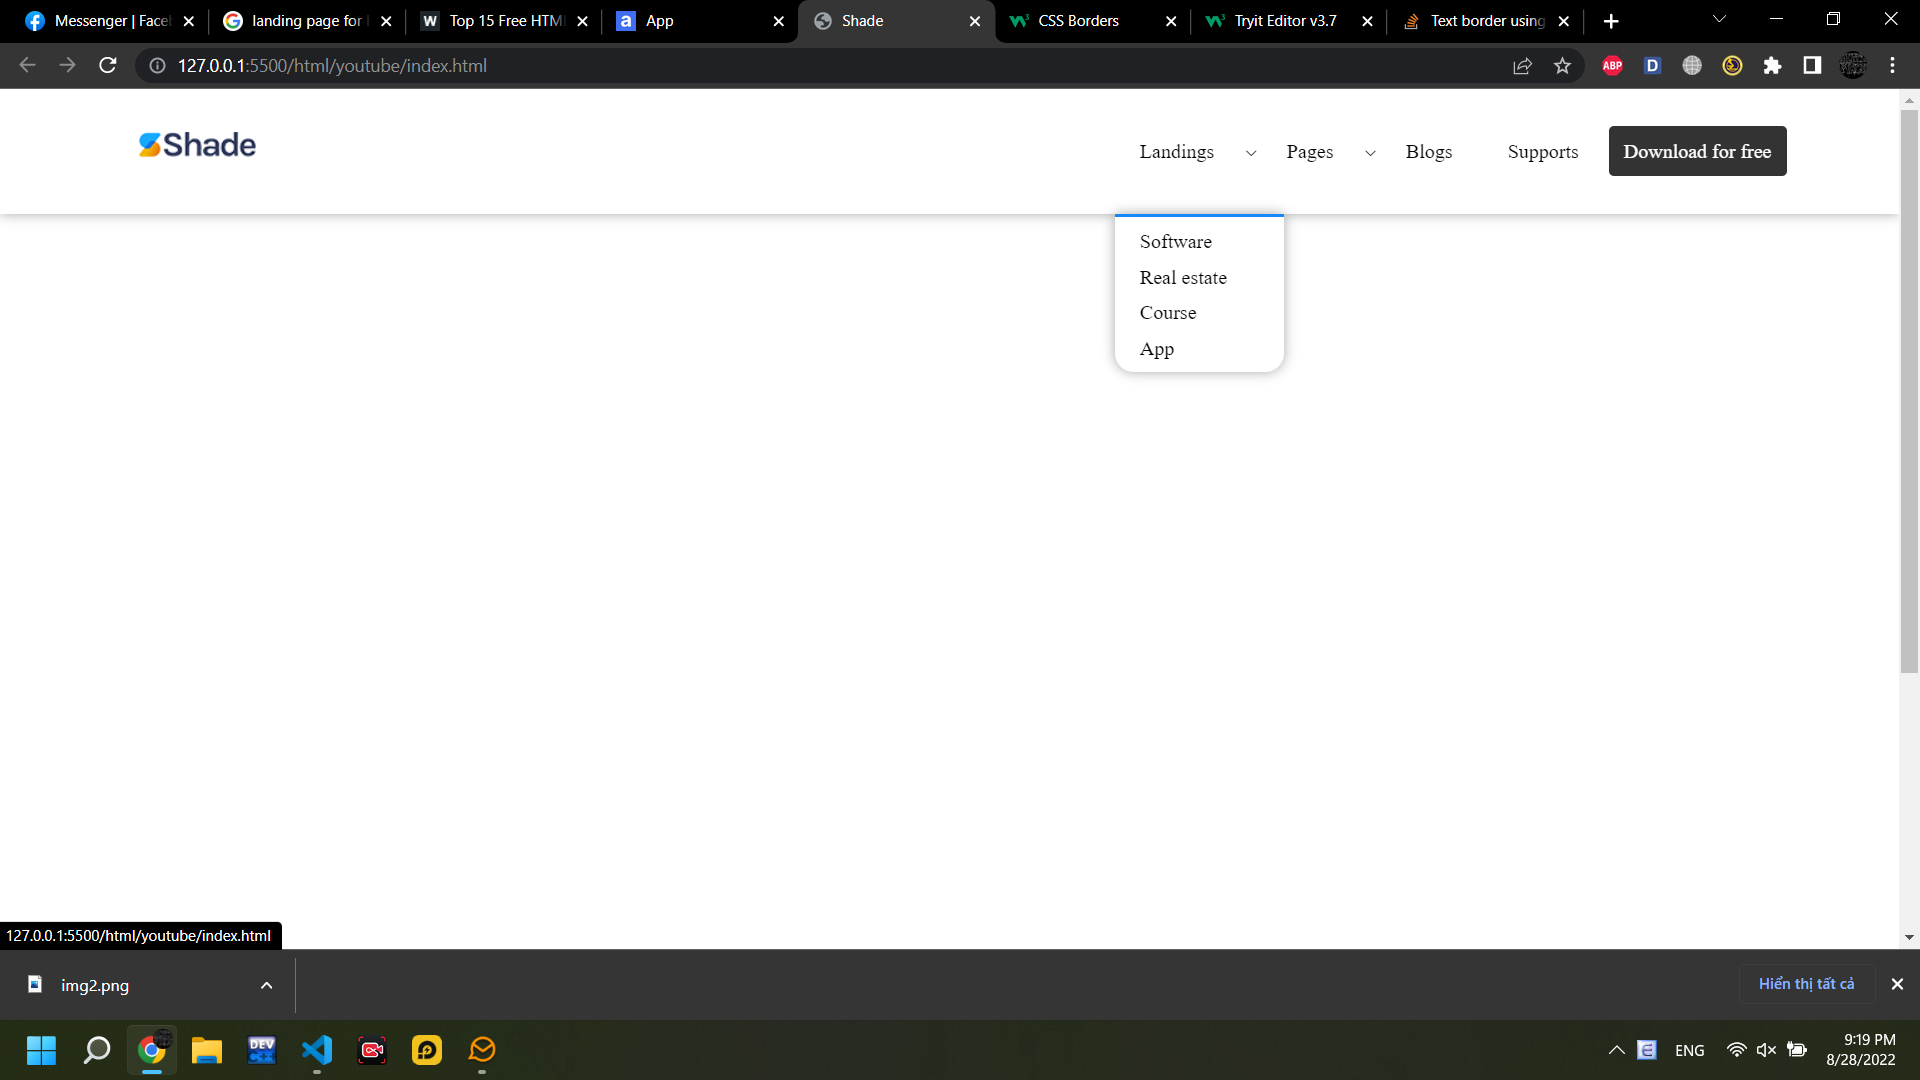 Messenger | Face
landing page for
Top 15 Free HTM
App
Shade
CSS Borders
Tryit Editor v3.7
Text border using
127.0.0.1:5500/html/youtube/index.html
ABP
D
Shade
Landings
Pages
Blogs
Supports
Download for free
Software
Real estate
Course
App
127.0.0.1:5500/html/youtube/index.html
img2.png
Hiển thị tất cả
DEV
C++
ENG
9:19 PM
8/28/2022